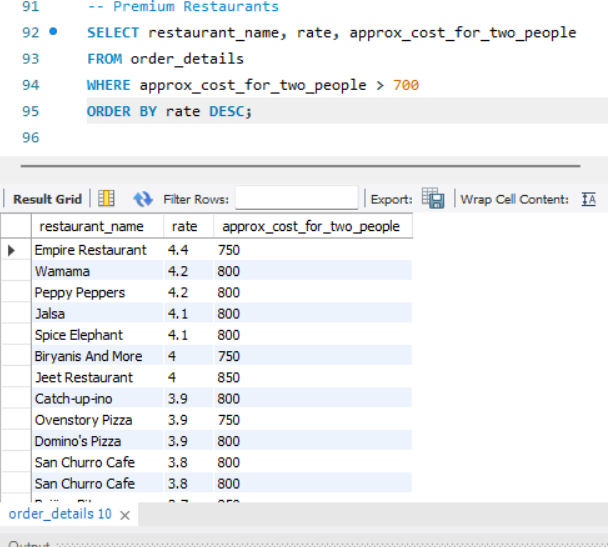 91 -- Premium Restaurants
92 SELECT restaurant_name, rate, approx_cost_for_two_people
93 FROM order_details
94 WHERE approx_cost_for_two_people > 700
95 ORDER BY rate DESC;
96
Result Grid Filter Rows: Export: Wrap Cell Content:
restaurant_name rate approx_cost_for_two_people
Empire Restaurant 4.4 750
Wamama 4.2 800
Peppy Peppers 4.2 800
Jalsa 4.1 800
Spice Elephant 4.1 800
Biryanis And More 4 750
Jeet Restaurant 4 850
Catch-up-ino 3.9 800
Ovenstory Pizza 3.9 750
Domino's Pizza 3.9 800
San Churro Cafe 3.8 800
San Churro Cafe 3.8 800
order_details 10
Output